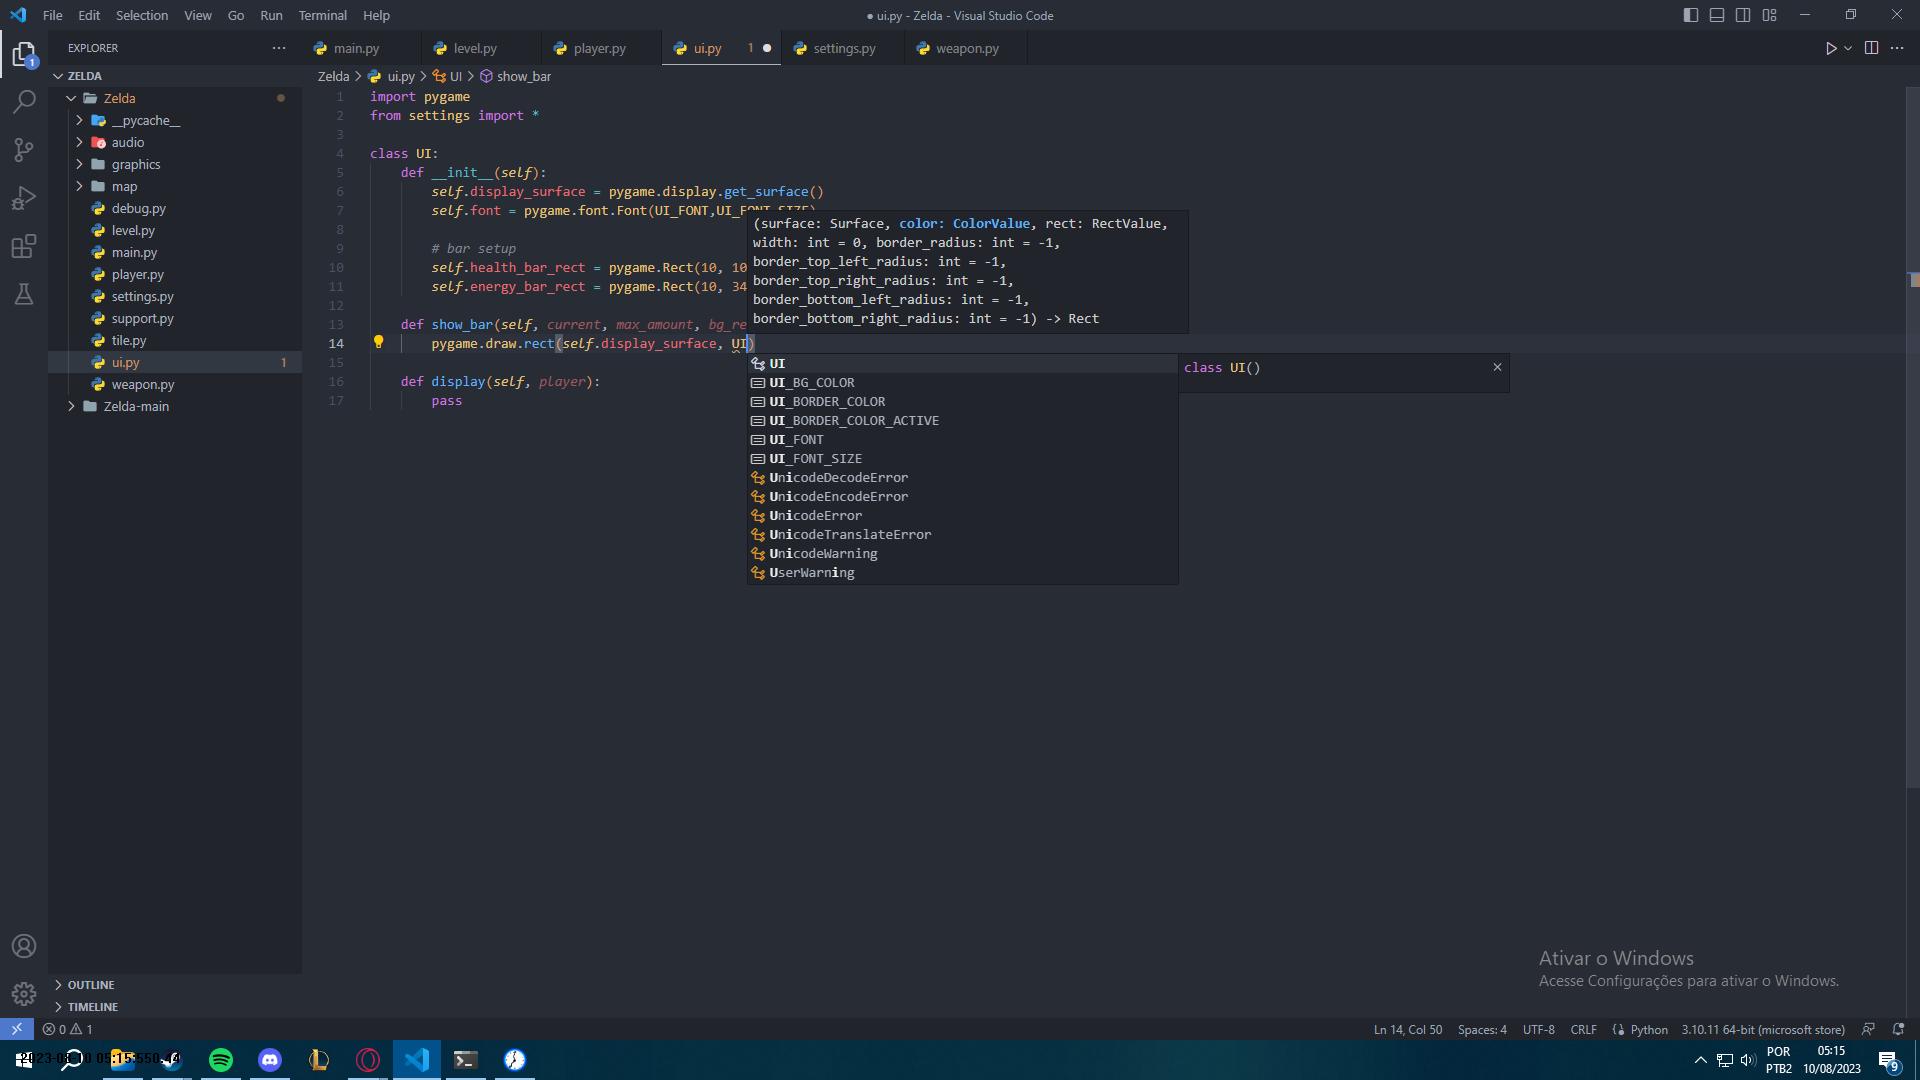 File Edit Selection View Go Run Terminal Help
● ui.py - Zelda - Visual Studio Code
EXPLORER
main.py
level.py
player.py
ui.py 1
settings.py
weapon.py
1
ZELDA
Zelda
__pycache__
audio
graphics
map
debug.py
level.py
main.py
player.py
settings.py
support.py
tile.py
ui.py 1
weapon.py
Zelda-main
OUTLINE
TIMELINE
Zelda > ui.py > UI > show_bar
1 import pygame
2 from settings import *
3
4 class UI:
5 def __init__(self):
6 self.display_surface = pygame.display.get_surface()
7 self.font = pygame.font.Font(UI_FONT,UI_FONT_SIZE)
8
9 # bar setup
10 self.health_bar_rect = pygame.Rect(10, 10
11 self.energy_bar_rect = pygame.Rect(10, 34
12
13 def show_bar(self, current, max_amount, bg_re
14 pygame.draw.rect(self.display_surface, UI)
15
16 def display(self, player):
17 pass
(surface: Surface, color: ColorValue, rect: RectValue,
width: int = 0, border_radius: int = -1,
border_top_left_radius: int = -1,
border_top_right_radius: int = -1,
border_bottom_left_radius: int = -1,
border_bottom_right_radius: int = -1) -> Rect
UI
UI_BG_COLOR
UI_BORDER_COLOR
UI_BORDER_COLOR_ACTIVE
UI_FONT
UI_FONT_SIZE
UnicodeDecodeError
UnicodeEncodeError
UnicodeError
UnicodeTranslateError
UnicodeWarning
UserWarning
class UI()
Ativar o Windows
Acesse Configurações para ativar o Windows.
0 1
Ln 14, Col 50 Spaces: 4 UTF-8 CRLF Python 3.10.11 64-bit (microsoft store)
POR
PTB2
05:15
10/08/2023
9